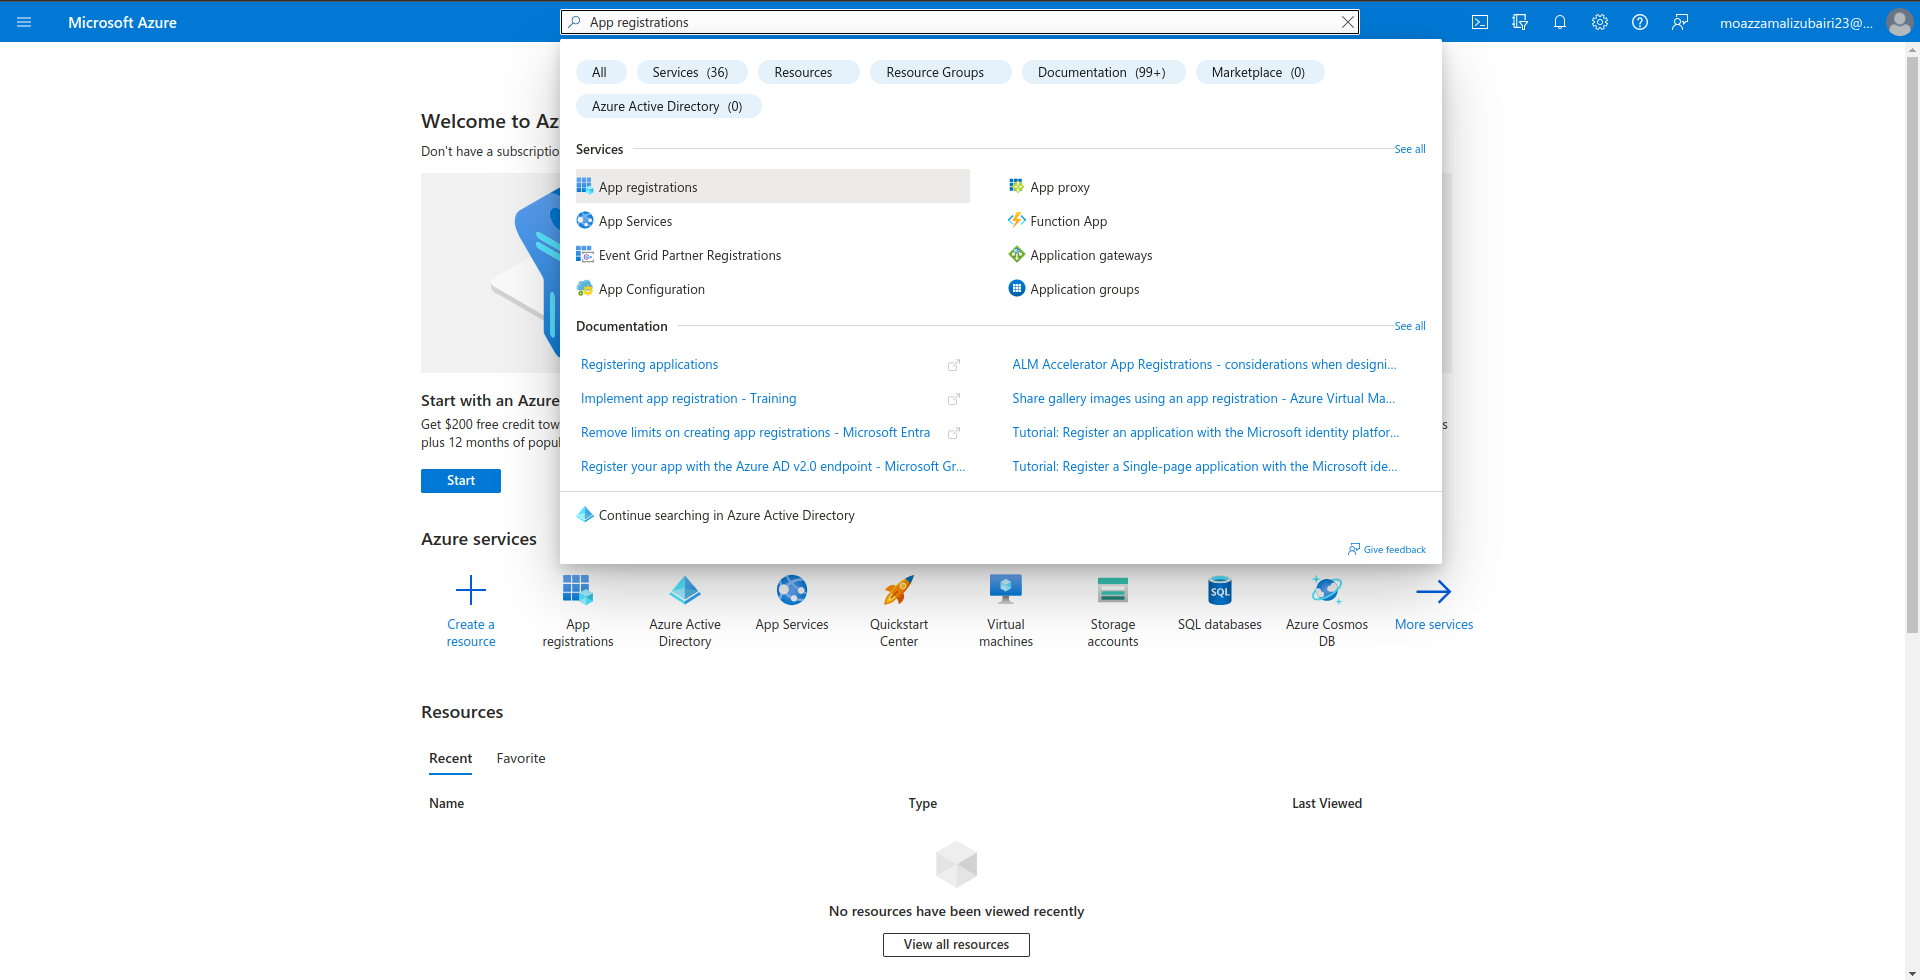 Microsoft Azure
App registrations
moazzamalizubairi23@...
All
Services (36)
Resources
Resource Groups
Documentation (99+)
Marketplace (0)
Azure Active Directory (0)
Welcome to Az
Don't have a subscriptio
Services
See all
App registrations
App proxy
App Services
Function App
Event Grid Partner Registrations
Application gateways
App Configuration
Application groups
Documentation
See all
Registering applications
ALM Accelerator App Registrations - considerations when designi...
Implement app registration - Training
Share gallery images using an app registration - Azure Virtual Ma...
Remove limits on creating app registrations - Microsoft Entra
Tutorial: Register an application with the Microsoft identity platfor...
Register your app with the Azure AD v2.0 endpoint - Microsoft Gr...
Tutorial: Register a Single-page application with the Microsoft ide...
Continue searching in Azure Active Directory
Give feedback
Start with an Azure
Get $200 free credit tow
plus 12 months of popul
s
Start
Azure services
Create a
resource
App
registrations
Azure Active
Directory
App Services
Quickstart
Center
Virtual
machines
Storage
accounts
SQL
SQL databases
Azure Cosmos
DB
More services
Resources
Recent
Favorite
Name
Type
Last Viewed
No resources have been viewed recently
View all resources